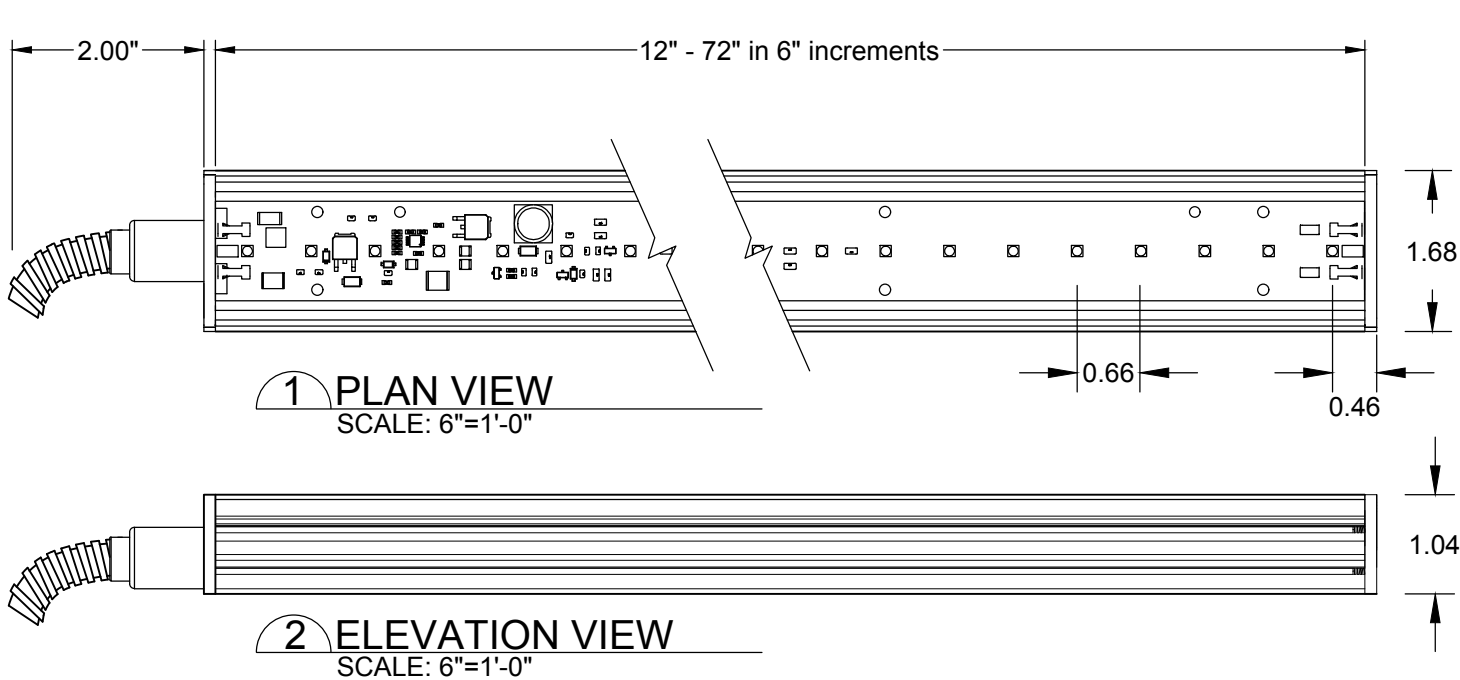 2.00"
12" - 72" in 6" increments
1.68
0.66
0.46
1 PLAN VIEW
SCALE: 6"=1'-0"
1.04
2 ELEVATION VIEW
SCALE: 6"=1'-0"